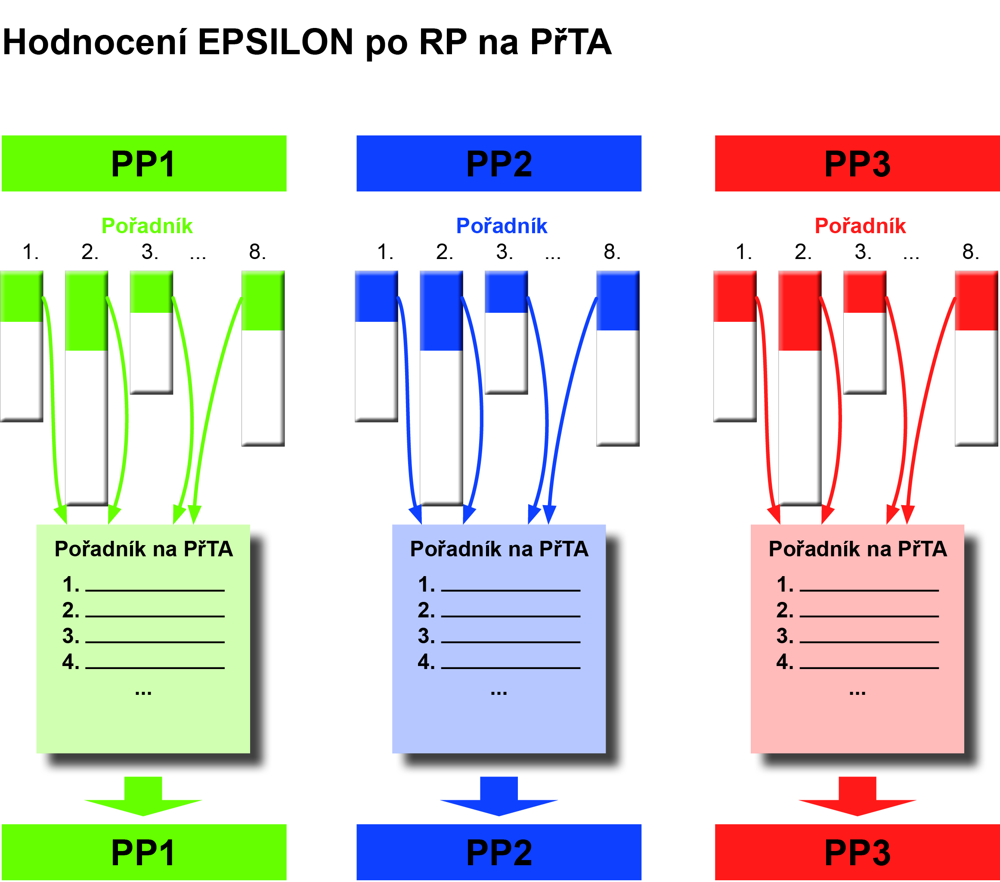 Hodnocení EPSILON po RP na PřTA
PP1
PP2
PP3
Pořadník
Pořadník
Pořadník
1. 2. 3. ... 8.
1. 2. 3. ... 8.
1. 2. 3. ... 8.
Pořadník na PřTA
1.
2.
3.
4.
...
Pořadník na PřTA
1.
2.
3.
4.
...
Pořadník na PřTA
1.
2.
3.
4.
...
PP1
PP2
PP3